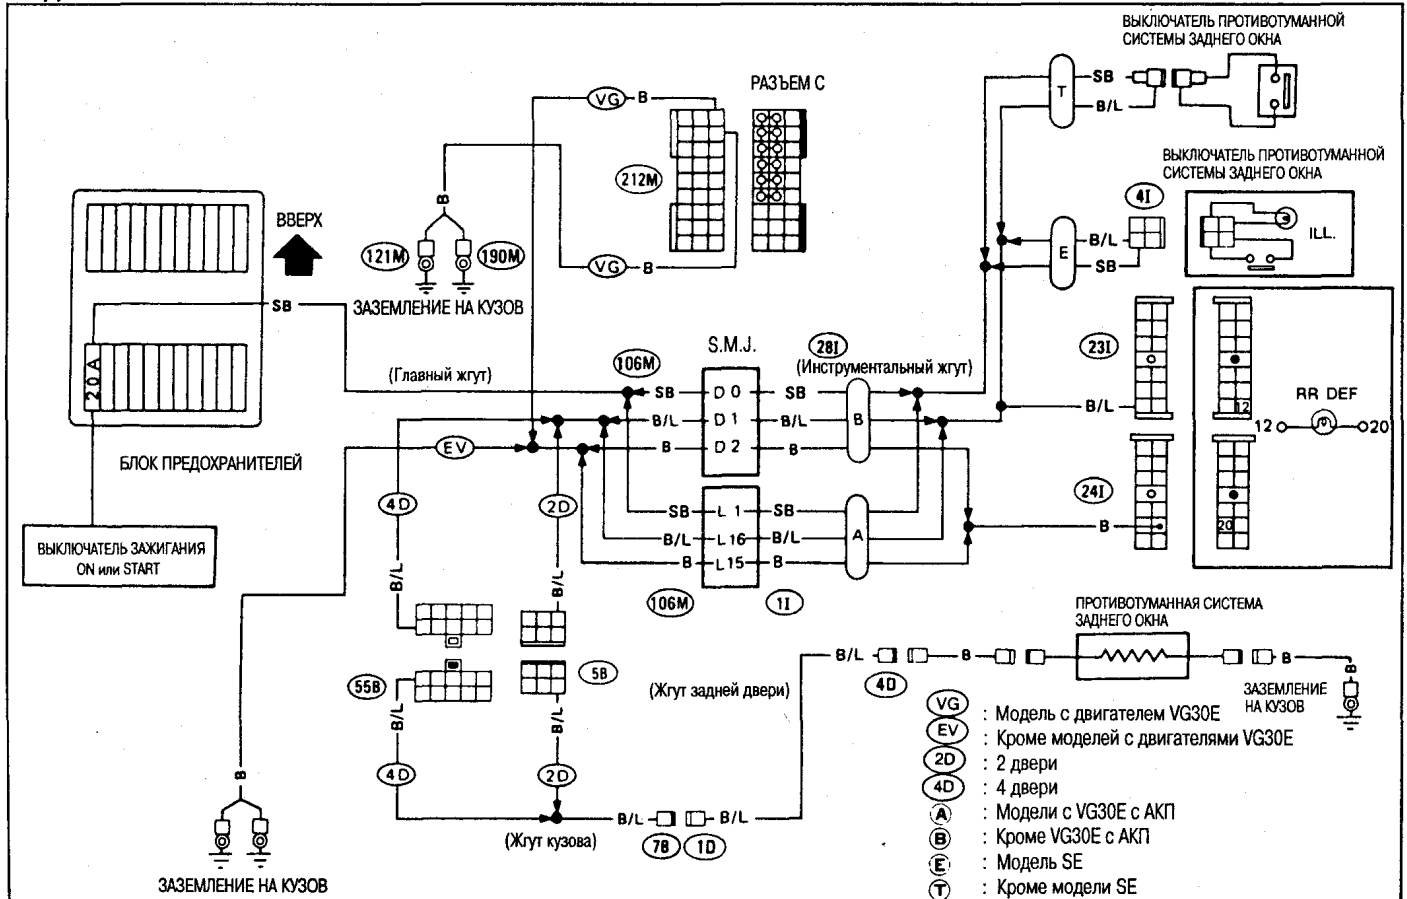 ВЫКЛЮЧАТЕЛЬ ПРОТИВОТУМАННОЙ
СИСТЕМЫ ЗАДНЕГО ОКНА
SB
T
B/L
РАЗЪЕМ С
VG
B
212M
B
121M
190M
ЗАЗЕМЛЕНИЕ НА КУЗОВ
VG
B
ВЫКЛЮЧАТЕЛЬ ПРОТИВОТУМАННОЙ
СИСТЕМЫ ЗАДНЕГО ОКНА
4I
B/L
E
SB
ILL.
ВВЕРХ
SB
20A
БЛОК ПРЕДОХРАНИТЕЛЕЙ
ВЫКЛЮЧАТЕЛЬ ЗАЖИГАНИЯ
ON или START
(Главный жгут)
106M
S.M.J.
28I
(Инструментальный жгут)
SB
D 0
SB
B/L
D 1
B/L
B
B
D 2
B
EV
SB
L 1
SB
B/L
L 16
B/L
A
B
L 15
B
106M
1I
23I
B/L
12
RR DEF
12
20
24I
B
20
4D
2D
B/L
B/L
55B
5B
B/L
B/L
4D
2D
B
ЗАЗЕМЛЕНИЕ НА КУЗОВ
(Жгут кузова)
B/L
7B
1D
B/L
(Жгут задней двери)
B/L
4D
B
ПРОТИВОТУМАННАЯ СИСТЕМА
ЗАДНЕГО ОКНА
B
B
ЗАЗЕМЛЕНИЕ
НА КУЗОВ
VG : Модель с двигателем VG30E
EV : Кроме моделей с двигателями VG30E
2D : 2 двери
4D : 4 двери
A : Модели с VG30E с АКП
B : Кроме VG30E с АКП
E : Модель SE
T : Кроме модели SE